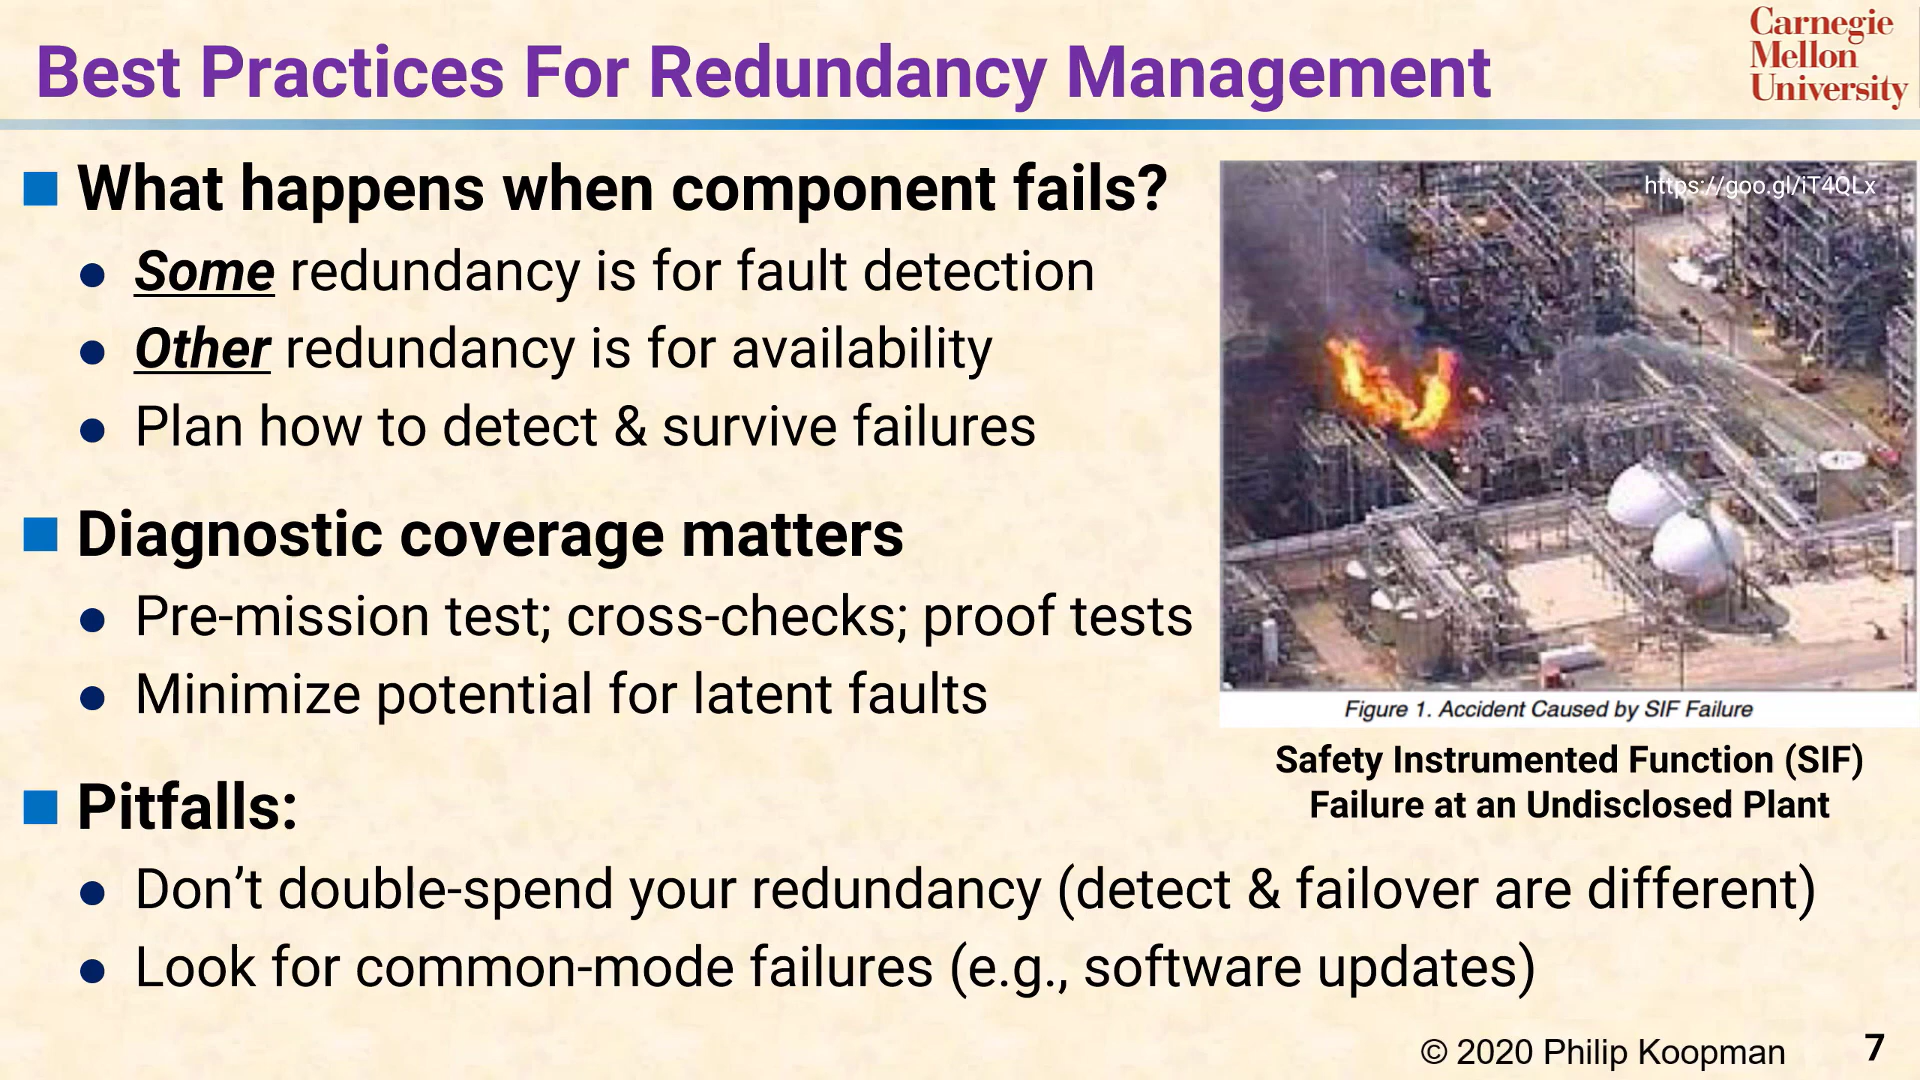 Best Practices For Redundancy Management
Carnegie
Mellon
University
What happens when component fails?
Some redundancy is for fault detection
Other redundancy is for availability
Plan how to detect & survive failures
Diagnostic coverage matters
Pre-mission test; cross-checks; proof tests
Minimize potential for latent faults
https://goo.gl/iT4QLx
Figure 1. Accident Caused by SIF Failure
Safety Instrumented Function (SIF)
Failure at an Undisclosed Plant
Pitfalls:
Don’t double-spend your redundancy (detect & failover are different)
Look for common-mode failures (e.g., software updates)
© 2020 Philip Koopman
7